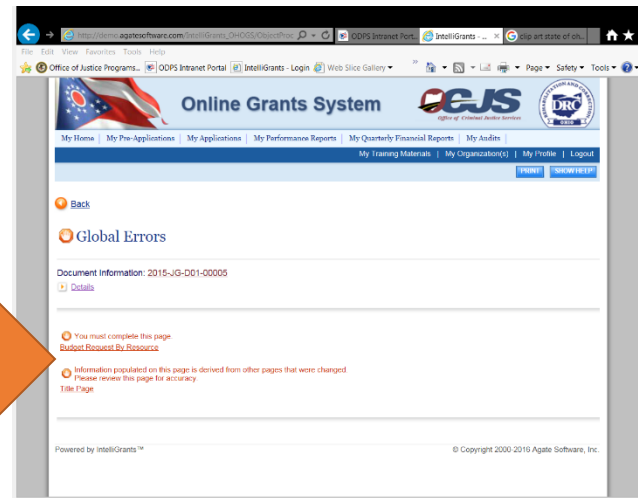 http://demo.agatesoftware.com/IntelliGrants_OHOGS/ObjectProc
ODPS Intranet Port...
IntelliGrants - ...
clip art state of oh...
File Edit View Favorites Tools Help
Office of Justice Programs...
ODPS Intranet Portal
IntelliGrants - Login
Web Slice Gallery
Page
Safety
Tools
Online Grants System
OCJS
Office of Criminal Justice Services
DRC
OHIO
My Home | My Pre-Applications | My Applications | My Performance Reports | My Quarterly Financial Reports | My Audits |
My Training Materials | My Organization(s) | My Profile | Logout
PRINT
SHOW HELP
Back
Global Errors
Document Information: 2015-JG-D01-00005
Details
You must complete this page.
Budget Request By Resource
Information populated on this page is derived from other pages that were changed
Please review this page for accuracy
Title Page
Powered by IntelliGrants™
© Copyright 2000-2016 Agate Software, Inc.